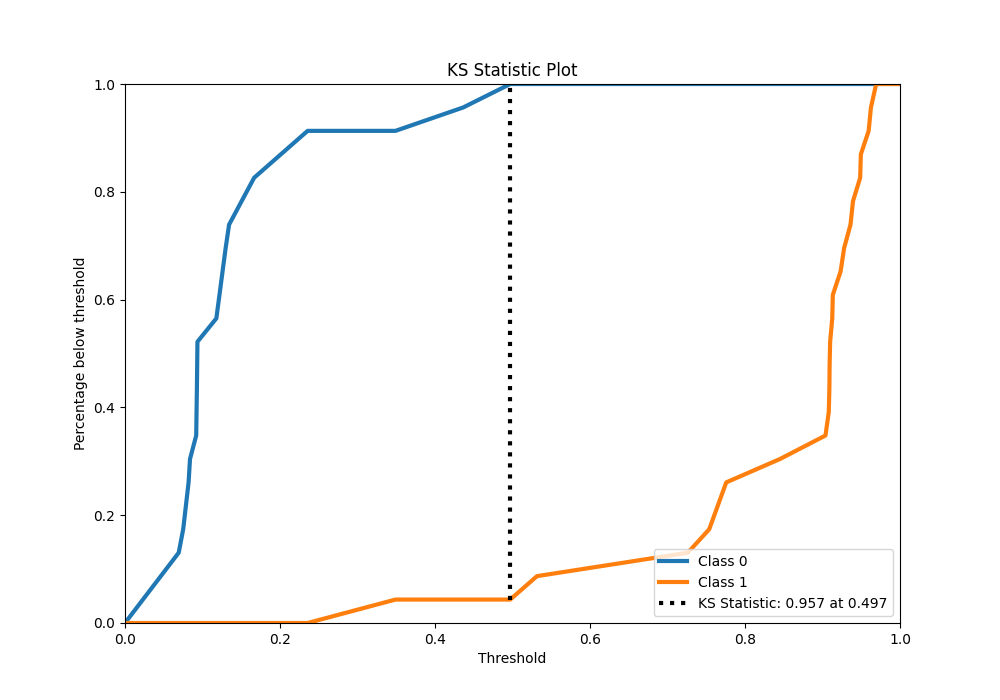 KS Statistic Plot
1.0
0.8
0.6
0.4
0.2
0.0
Percentage below threshold
0.0 0.2 0.4 0.6 0.8 1.0
Threshold
Class 0
Class 1
KS Statistic: 0.957 at 0.497